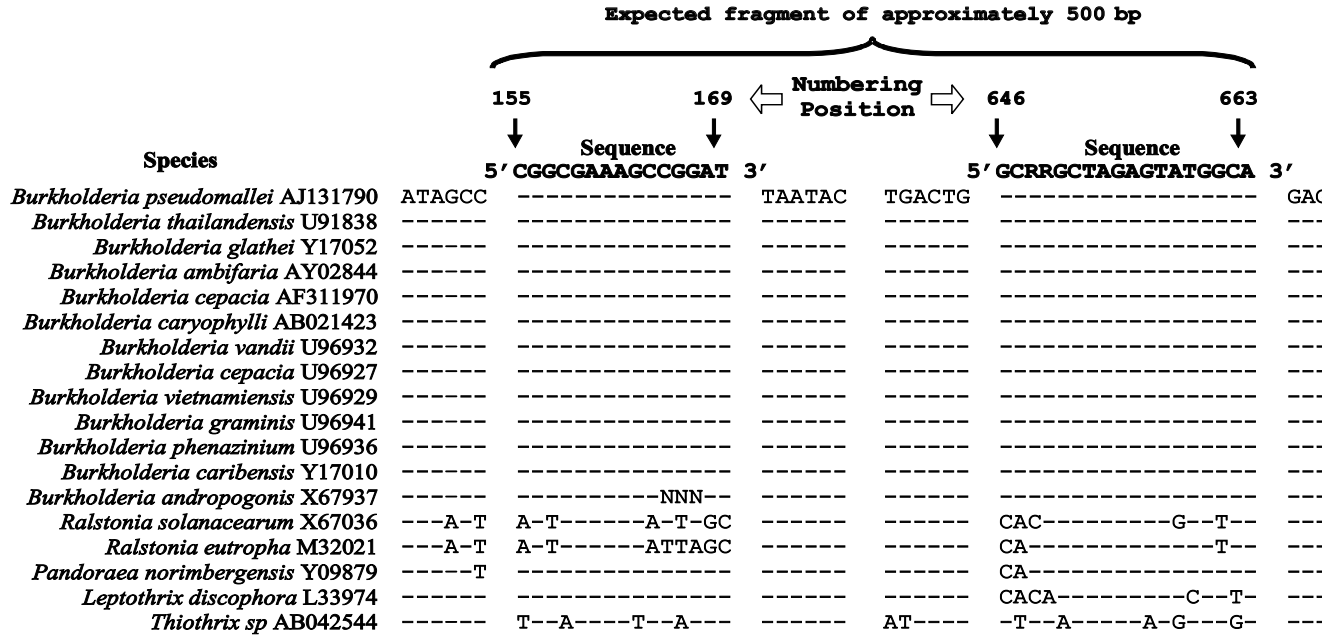 Expected fragment of approximately 500 bp
155 169 Numbering Position 646 663
Species Sequence Sequence
5’CGGCGAAAGCCGGAT 3’ 5’GCRRGCTAGAGTATGGCA 3’
Burkholderia pseudomallei AJ131790 ATAGCC --------------- TAATAC TGACTG ------------------ GAC
Burkholderia thailandensis U91838 ------ --------------- ------ ------ ------------------ ---
Burkholderia glathei Y17052 ------ --------------- ------ ------ ------------------ ---
Burkholderia ambifaria AY02844 ------ --------------- ------ ------ ------------------ ---
Burkholderia cepacia AF311970 ------ --------------- ------ ------ ------------------ ---
Burkholderia caryophylli AB021423 ------ --------------- ------ ------ ------------------ ---
Burkholderia vandii U96932 ------ --------------- ------ ------ ------------------ ---
Burkholderia cepacia U96927 ------ --------------- ------ ------ ------------------ ---
Burkholderia vietnamiensis U96929 ------ --------------- ------ ------ ------------------ ---
Burkholderia graminis U96941 ------ --------------- ------ ------ ------------------ ---
Burkholderia phenazinium U96936 ------ --------------- ------ ------ ------------------ ---
Burkholderia caribensis Y17010 ------ --------------- ------ ------ ------------------ ---
Burkholderia andropogonis X67937 ------ ----------NNN-- ------ ------ ------------------ ---
Ralstonia solanacearum X67036 ---A-T A-T------A-T-GC ------ ------ CAC---------G--T-- ---
Ralstonia eutropha M32021 ---A-T A-T------ATTAGC ------ ------ CA-------------T-- ---
Pandoraea norimbergensis Y09879 -----T --------------- ------ ------ CA---------------- ---
Leptothrix discophora L33974 ------ --------------- ------ ------ CACA---------C--T- ---
Thiothrix sp AB042544 ------ T--A----T--A--- ------ AT---- -T--A-----A-G---G- ---